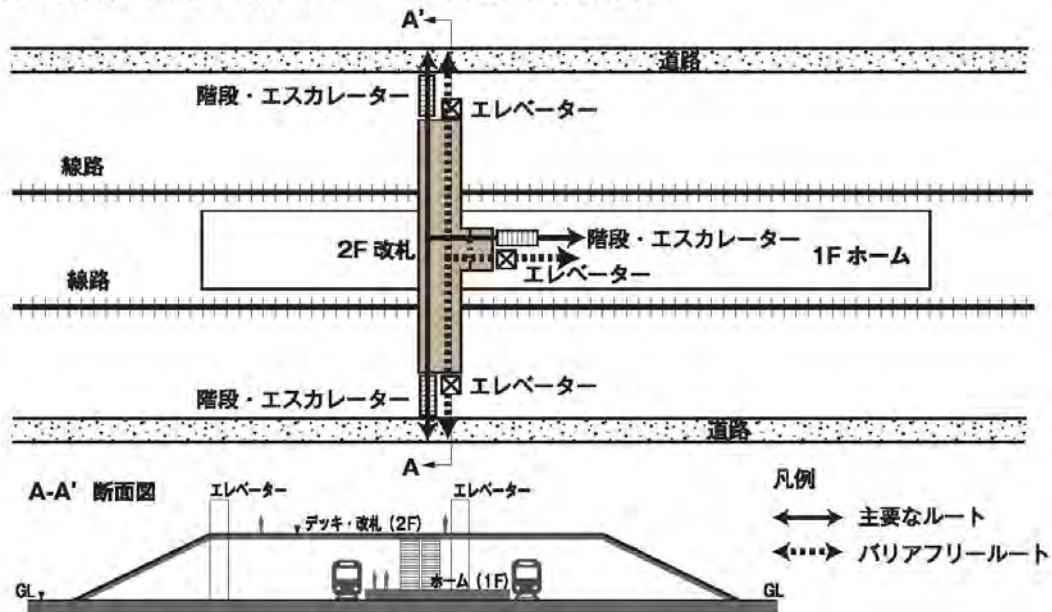 A'
道路
階段・エスカレーター
エレベーター
線路
2F 改札
階段・エスカレーター
1F ホーム
エレベーター
線路
階段・エスカレーター
エレベーター
道路
A
A-A' 断面図
エレベーター
エレベーター
デッキ・改札 (2F)
ホーム (1F)
GL
GL
凡例
主要なルート
バリアフリールート